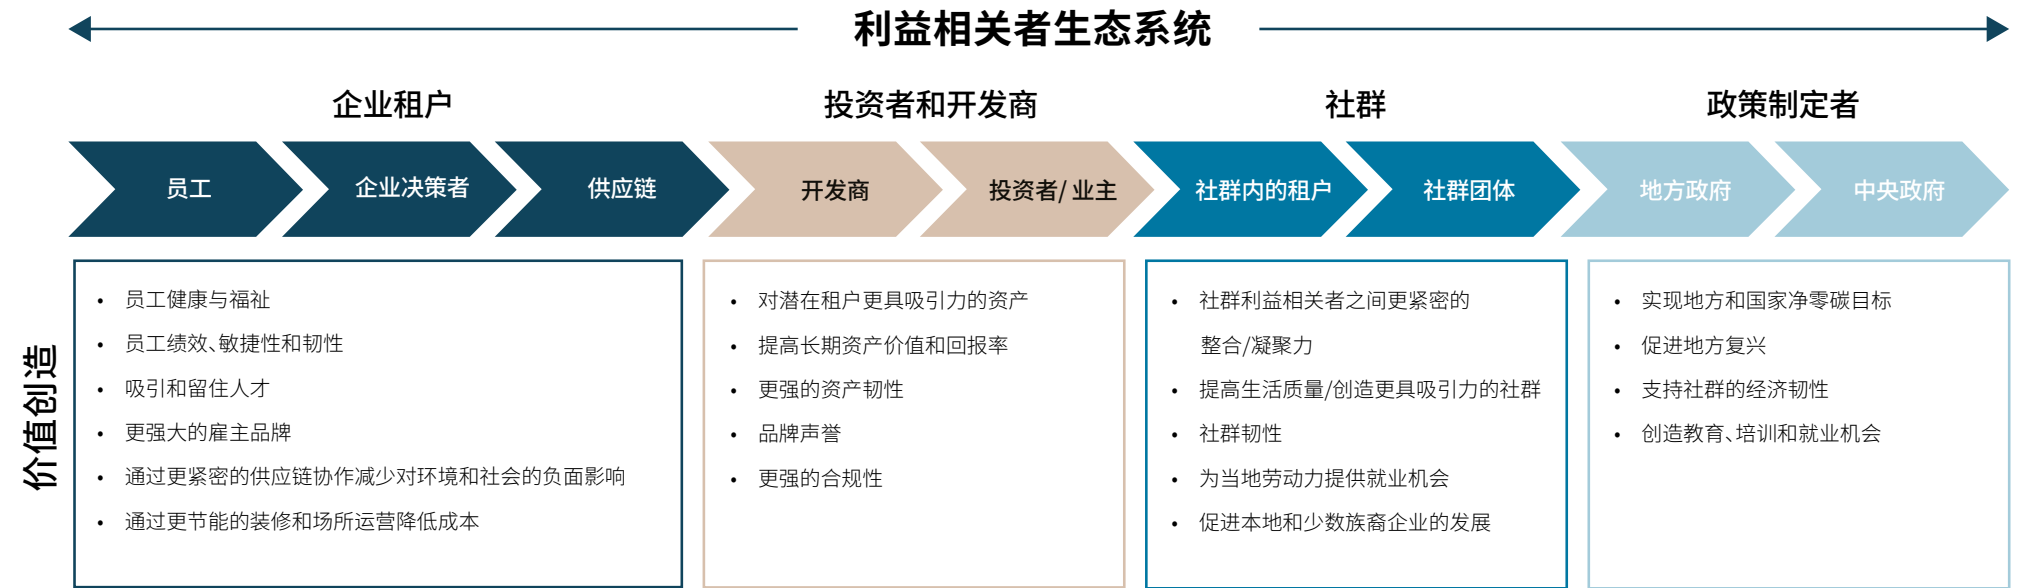 利益相关者生态系统
企业租户
投资者和开发商
社群
政策制定者
员工
企业决策者
供应链
开发商
投资者/ 业主
社群内的租户
社群团体
地方政府
中央政府
价值创造
• 员工健康与福祉
• 员工绩效、敏捷性和韧性
• 吸引和留住人才
• 更强大的雇主品牌
• 通过更紧密的供应链协作减少对环境和社会的负面影响
• 通过更节能的装修和场所运营降低成本
• 对潜在租户更具吸引力的资产
• 提高长期资产价值和回报率
• 更强的资产韧性
• 品牌声誉
• 更强的合规性
• 社群利益相关者之间更紧密的
整合/凝聚力
• 提高生活质量/创造更具吸引力的社群
• 社群韧性
• 为当地劳动力提供就业机会
• 促进本地和少数族裔企业的发展
• 实现地方和国家净零碳目标
• 促进地方复兴
• 支持社群的经济韧性
• 创造教育、培训和就业机会